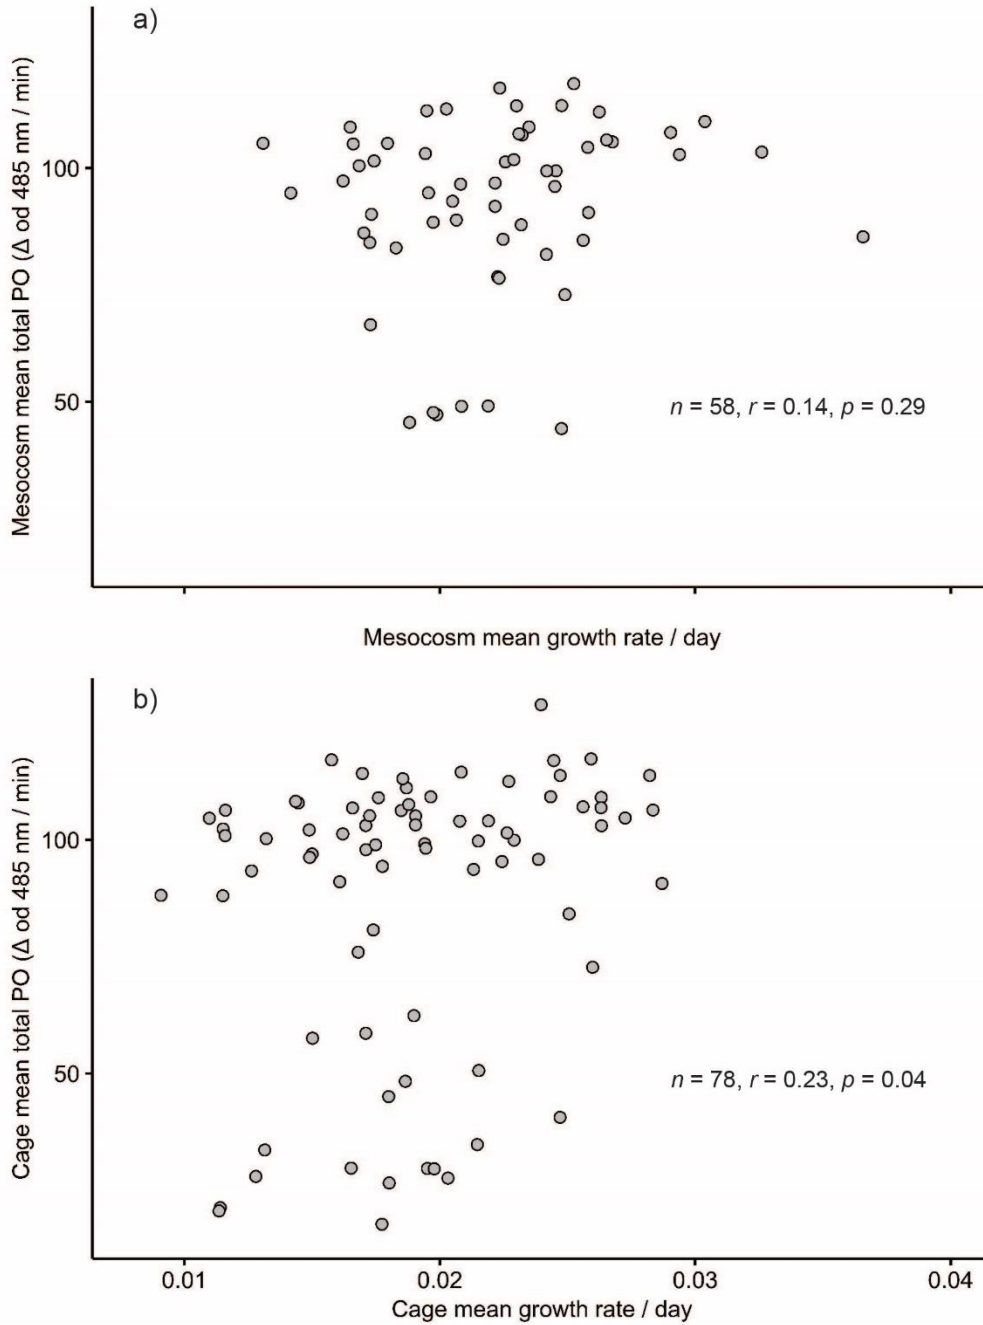 a)
Mesocosm mean total PO (Δ od 485 nm / min)
100
50
n = 58, r = 0.14, p = 0.29
Mesocosm mean growth rate / day
b)
Cage mean total PO (Δ od 485 nm / min)
100
50
n = 78, r = 0.23, p = 0.04
0.01 0.02 0.03 0.04
Cage mean growth rate / day